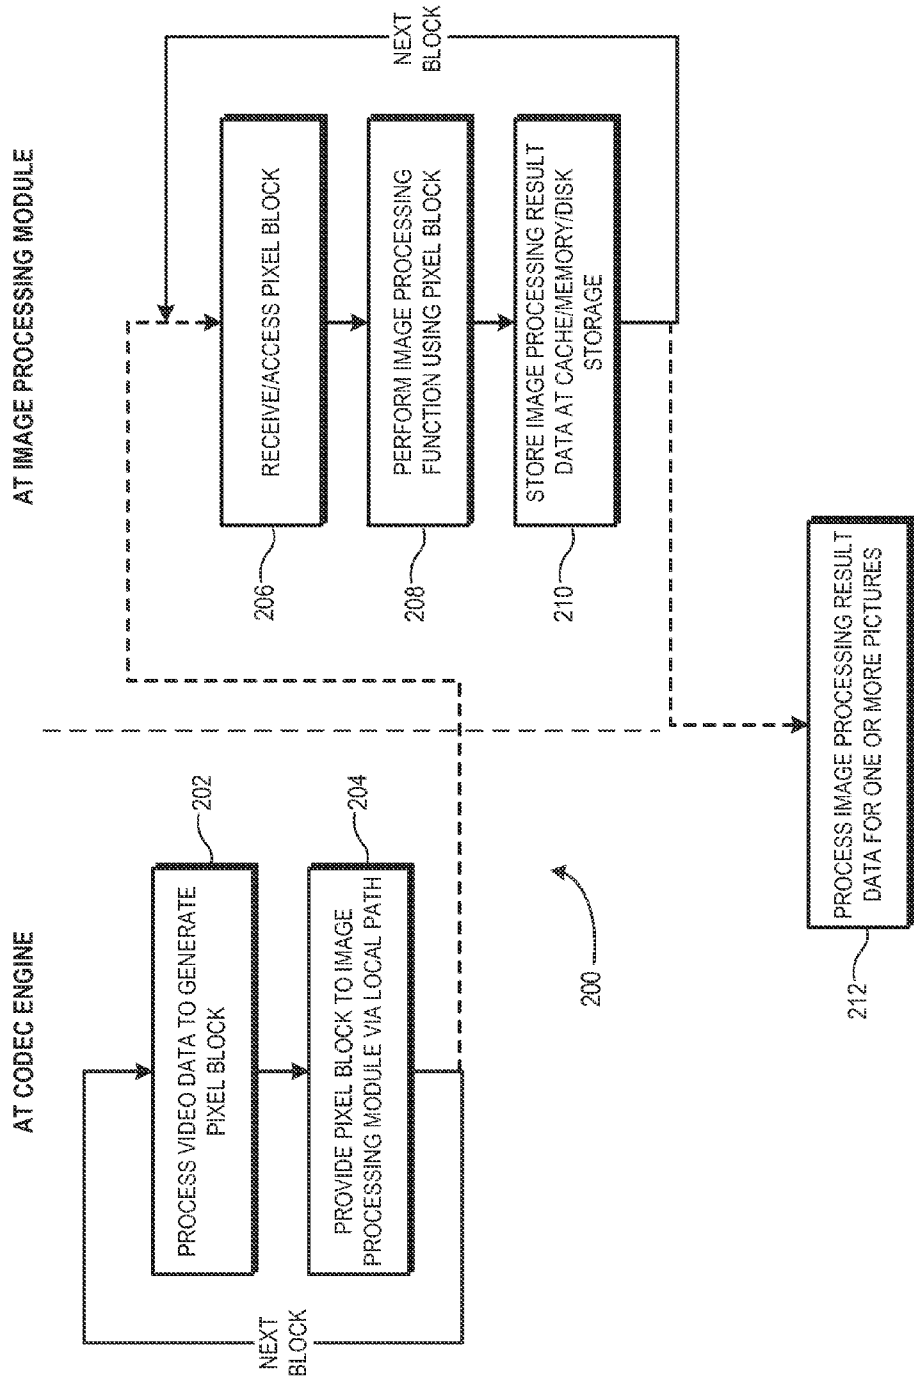 AT CODEC ENGINE
AT IMAGE PROCESSING MODULE
NEXT
BLOCK
PROCESS VIDEO DATA TO GENERATE
PIXEL BLOCK
202
PROVIDE PIXEL BLOCK TO IMAGE
PROCESSING MODULE VIA LOCAL PATH
204
NEXT
BLOCK
RECEIVE/ACCESS PIXEL BLOCK
206
PERFORM IMAGE PROCESSING
FUNCTION USING PIXEL BLOCK
208
STORE IMAGE PROCESSING RESULT
DATA AT CACHE/MEMORY/DISK
STORAGE
210
200
PROCESS IMAGE PROCESSING RESULT
DATA FOR ONE OR MORE PICTURES
212